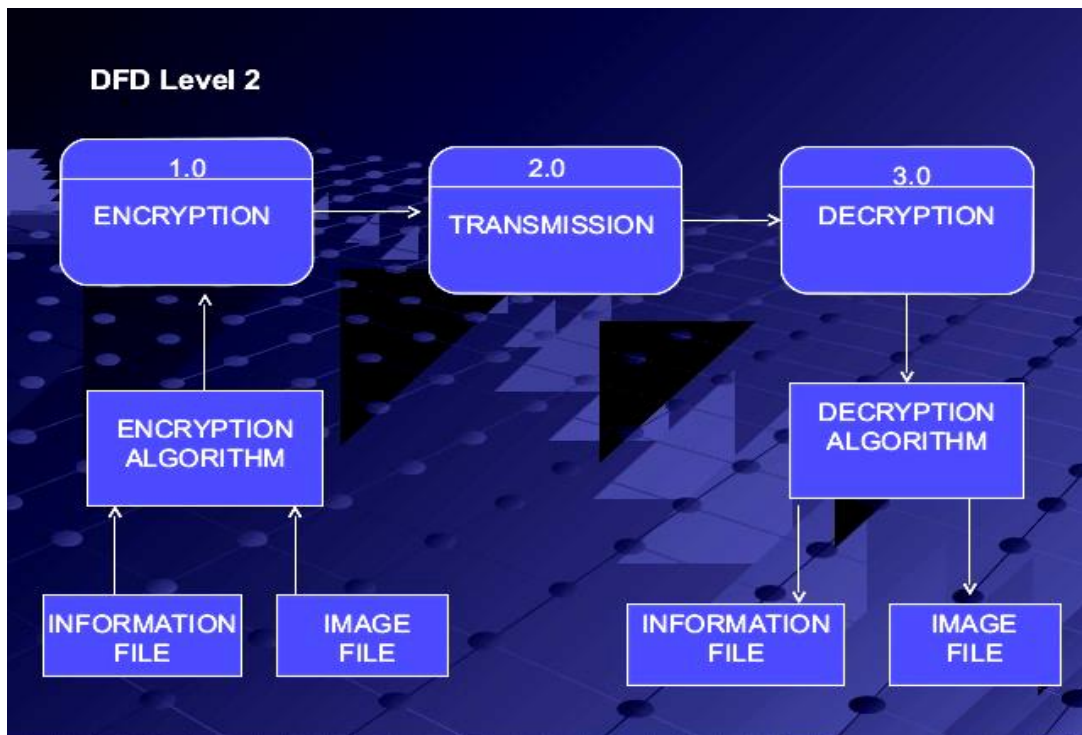 DFD Level 2
1.0
ENCRYPTION
2.0
TRANSMISSION
3.0
DECRYPTION
ENCRYPTION
ALGORITHM
DECRYPTION
ALGORITHM
INFORMATION
FILE
IMAGE
FILE
INFORMATION
FILE
IMAGE
FILE